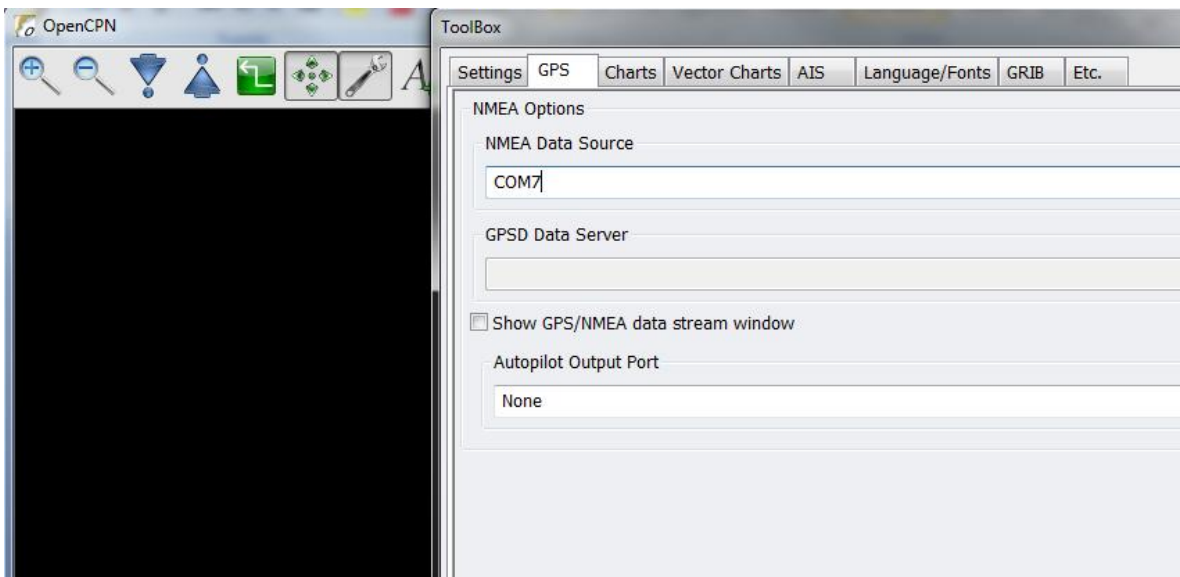 OpenCPN
ToolBox
Settings GPS Charts Vector Charts AIS Language/Fonts GRIB Etc.
NMEA Options
NMEA Data Source
COM7
GPSD Data Server
Show GPS/NMEA data stream window
Autopilot Output Port
None